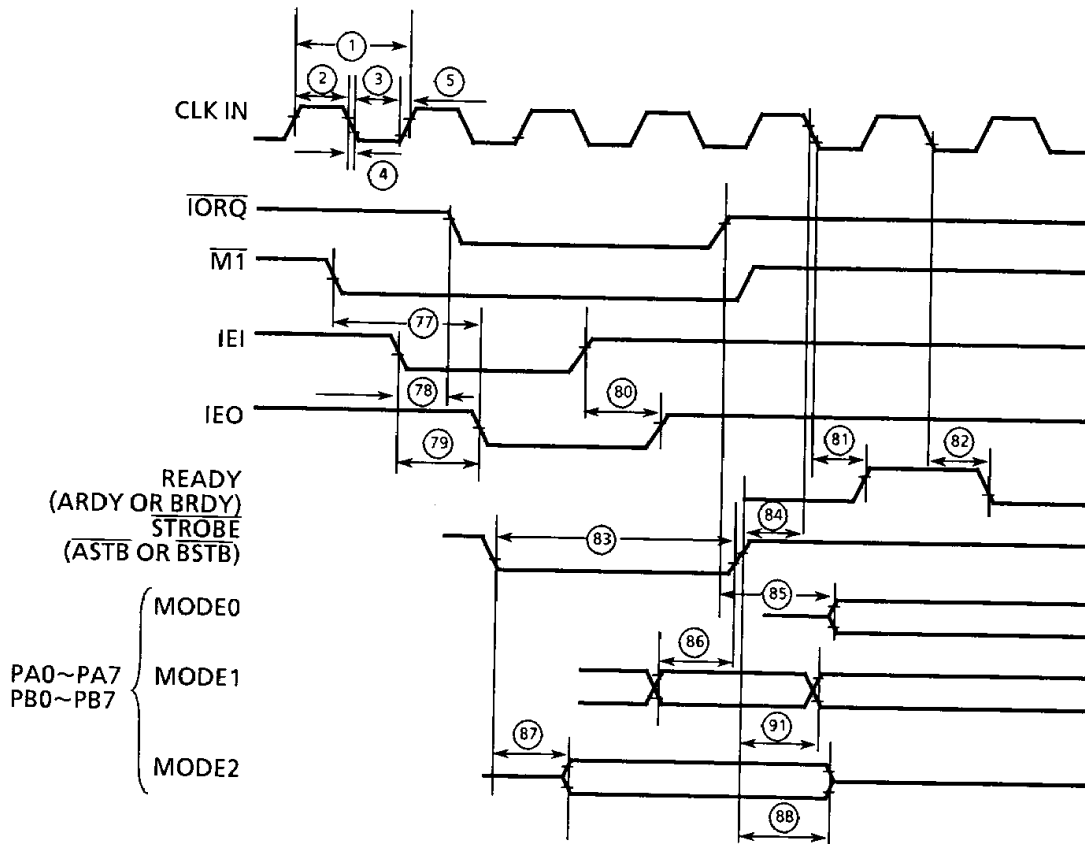 1
2
3
5
CLK IN
4
IORQ
M1
77
IEI
78
80
IEO
79
81
82
READY
(ARDY OR BRDY)
STROBE
(ASTB OR BSTB)
84
83
85
MODE0
86
PA0~PA7
PB0~PB7
MODE1
91
87
MODE2
88